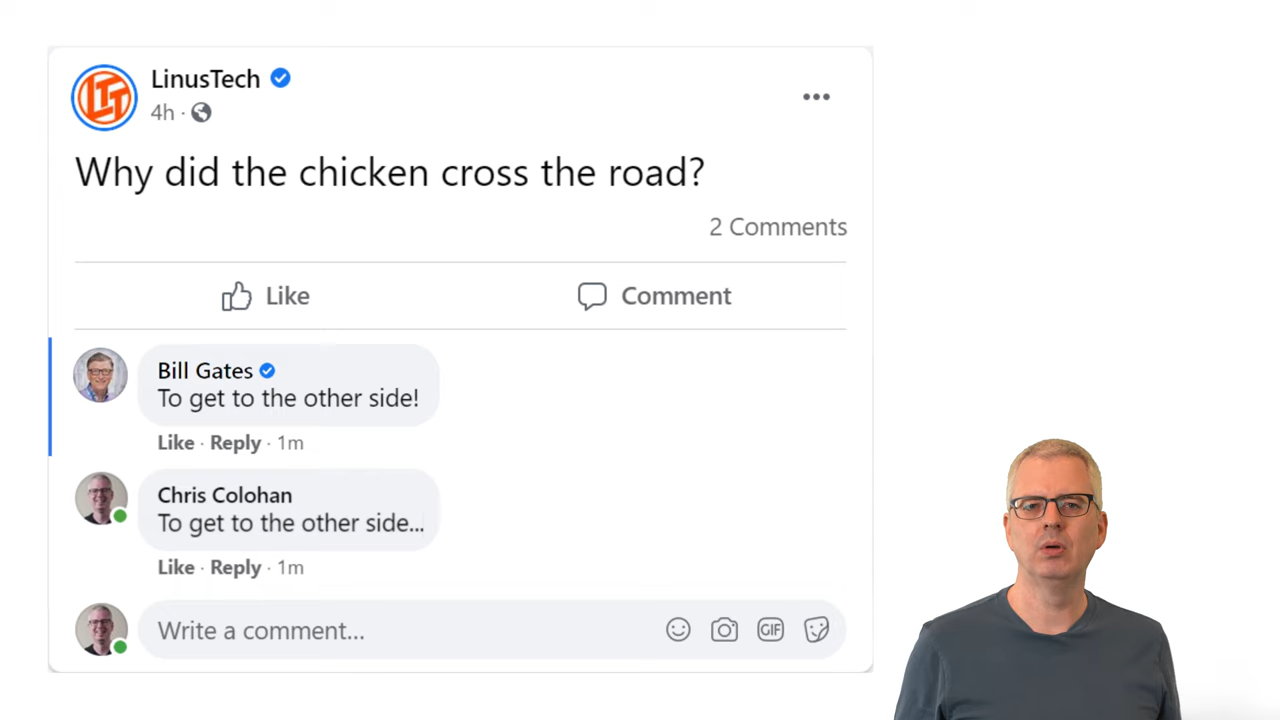 LTT
LinusTech
4h ·
Why did the chicken cross the road?
2 Comments
Like
Comment
Bill Gates
To get to the other side!
Like · Reply · 1m
Chris Colohan
To get to the other side...
Like · Reply · 1m
Write a comment...
GIF